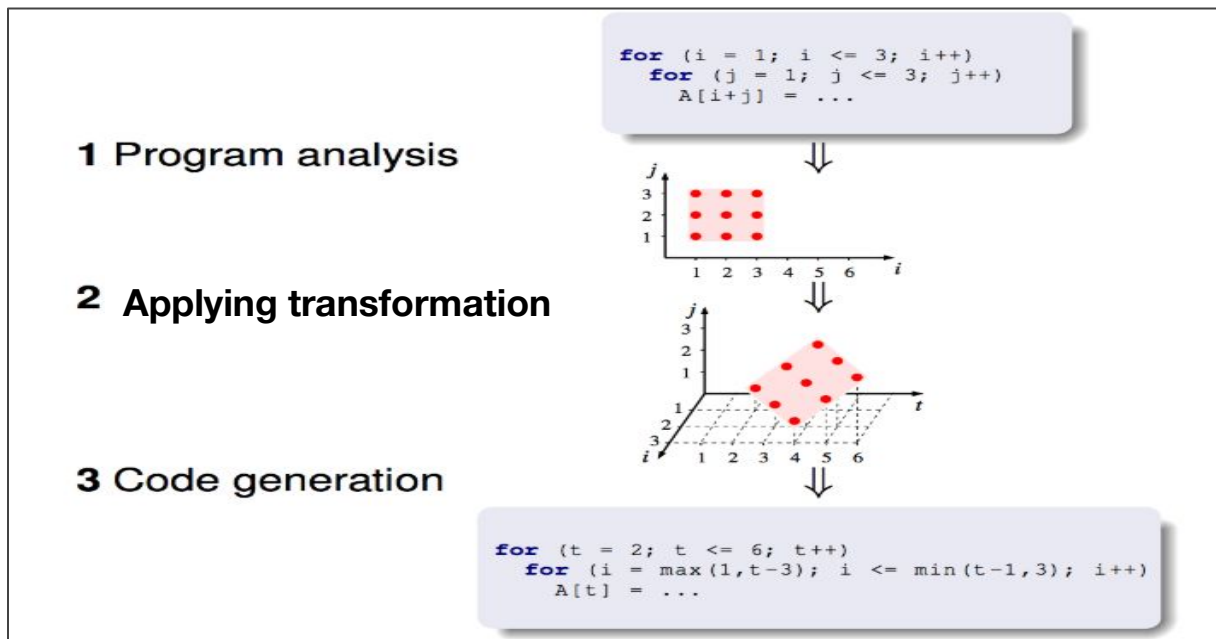 for (i = 1; i <= 3; i++)
for (j = 1; j <= 3; j++)
A[i+j] = ...
1 Program analysis
j
3
2
1
1 2 3 4 5 6 i
2 Applying transformation
j
3
2
1
t
1
2
3
i 1 2 3 4 5 6
3 Code generation
for (t = 2; t <= 6; t++)
for (i = max(1,t-3); i <= min(t-1,3); i++)
A[t] = ...